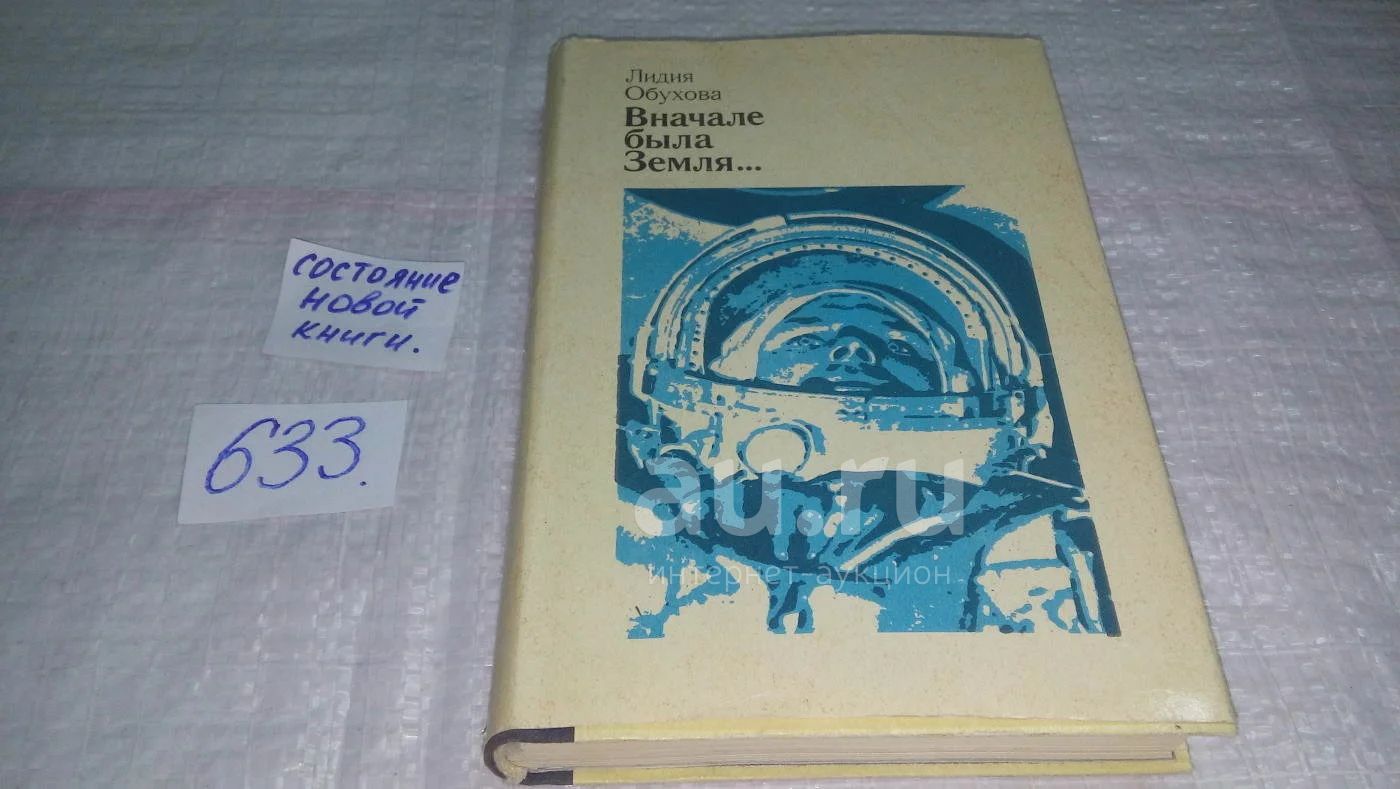 Лидия
Обухова
Вначале
была
Земля...
состояние
новой
книги.
633.
au.ru
интернет-аукцион